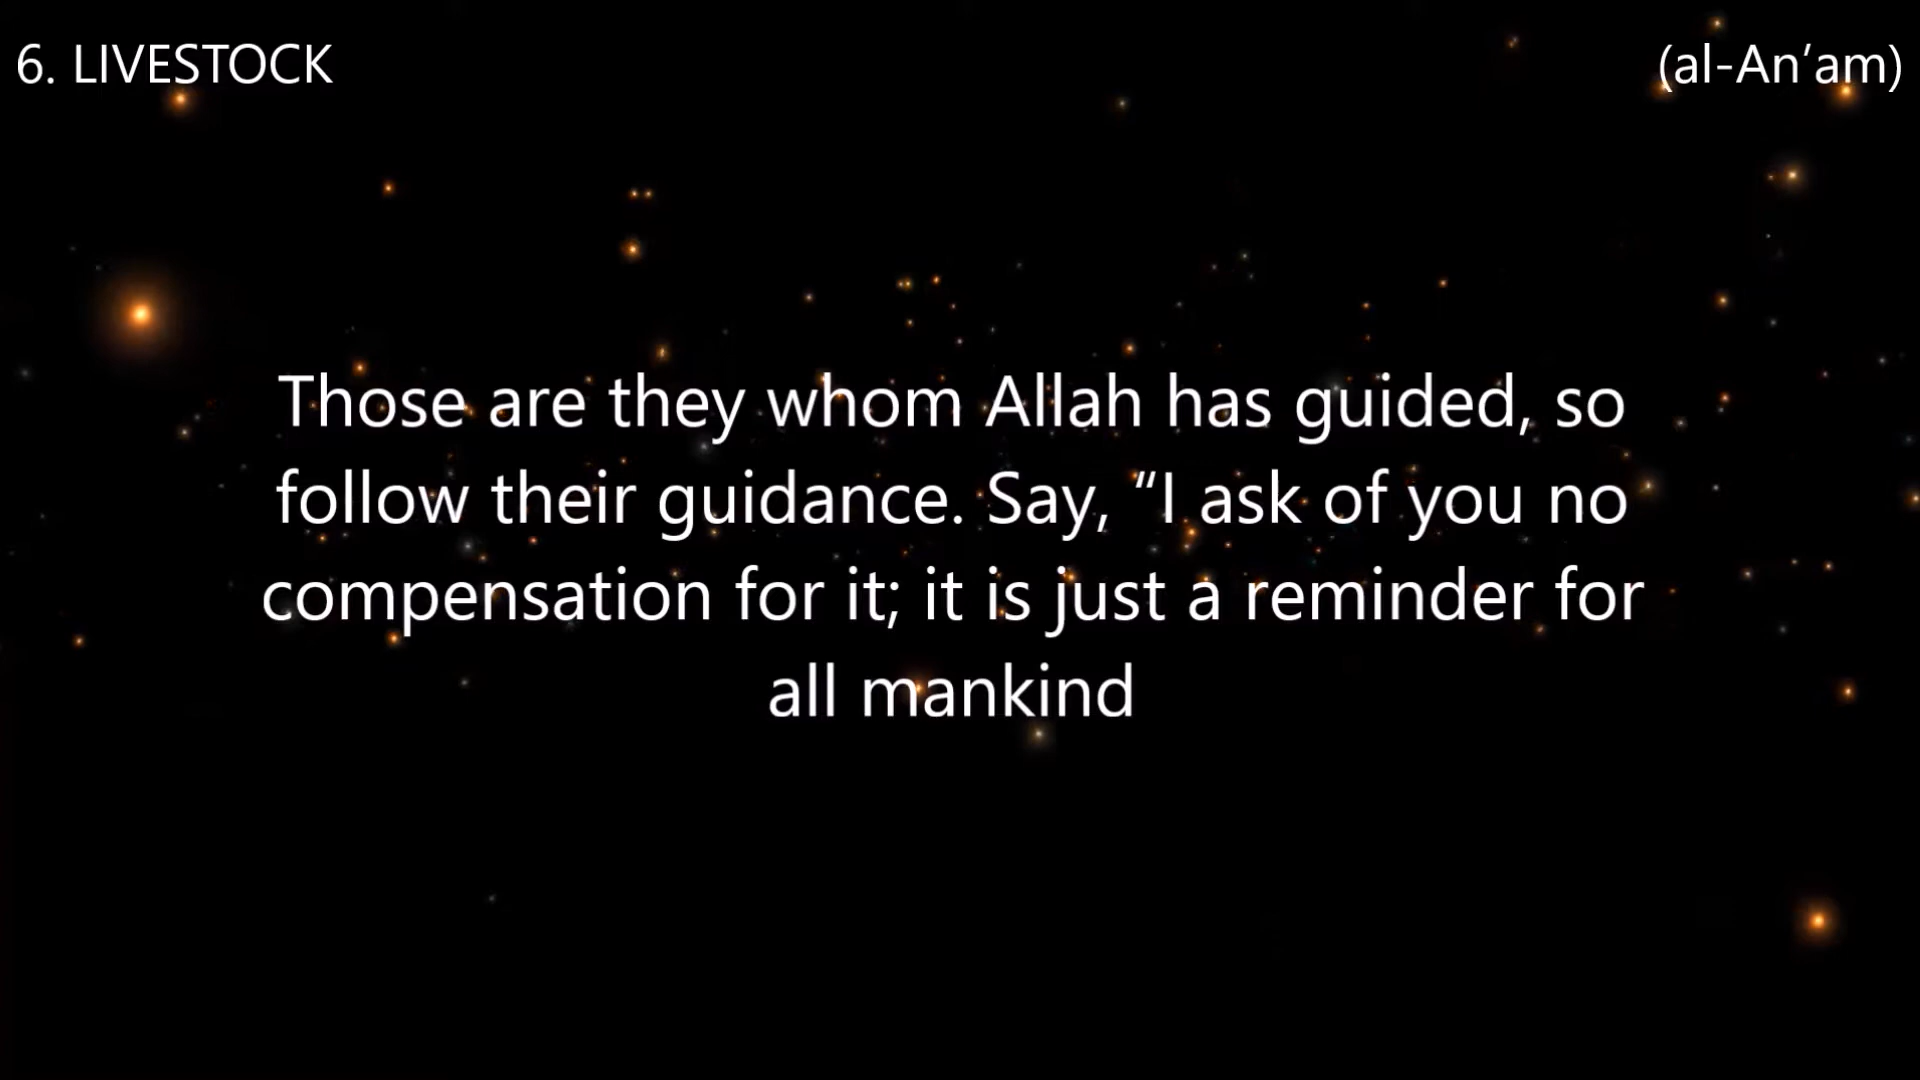 6. LIVESTOCK
(al-An’am)
Those are they whom Allah has guided, so
follow their guidance. Say, “I ask of you no
compensation for it; it is just a reminder for
all mankind